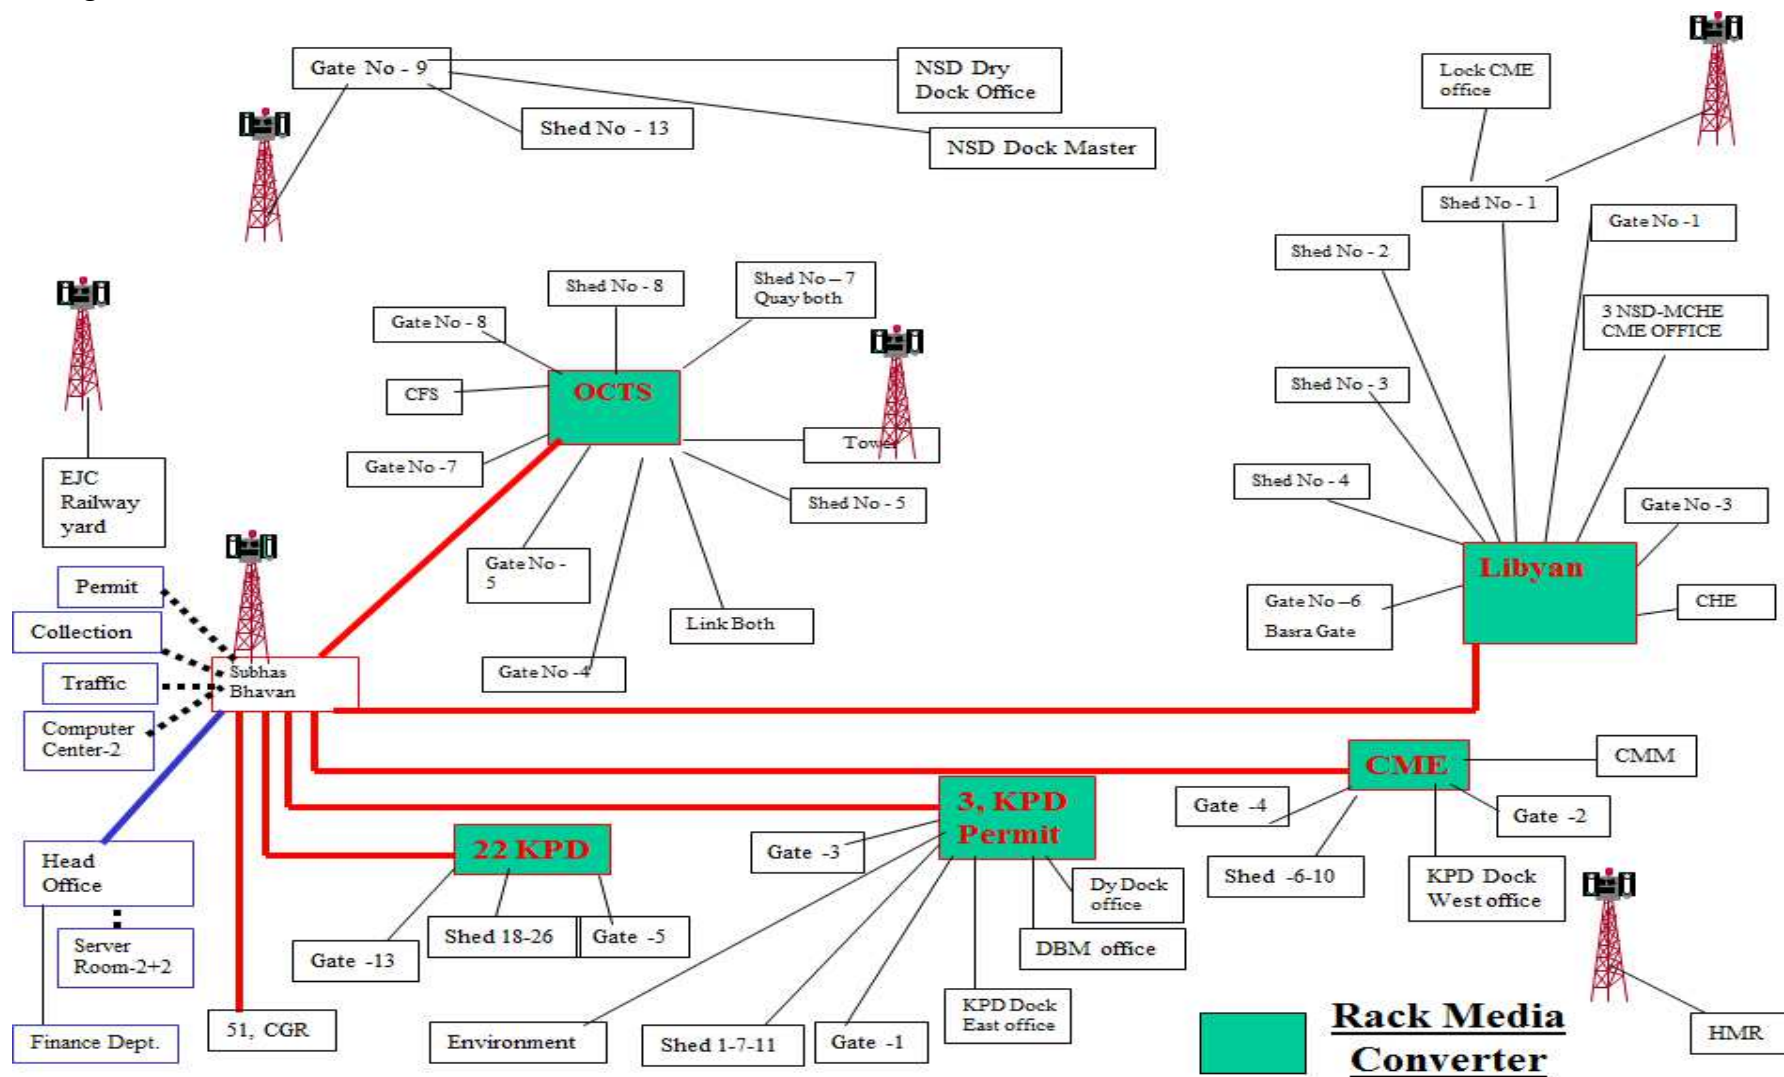 Gate No - 9
NSD Dry
Dock Office
Shed No - 13
NSD Dock Master
Lock CME
office
Shed No - 1
Gate No -1
Shed No - 2
3 NSD-MCHE
CME OFFICE
Shed No - 3
Shed No - 4
Gate No -3
Libyan
Gate No –6
Basra Gate
CHE
Shed No - 8
Shed No – 7
Quay both
Gate No - 8
OCTS
CFS
Tower
Gate No -7
Shed No - 5
Gate No -
5
Link Both
Gate No -4
EJC
Railway
yard
Permit
Collection
Traffic
Computer
Center-2
Subhas
Bhavan
Head
Office
Server
Room-2+2
Finance Dept.
51, CGR
22 KPD
Shed 18-26
Gate -5
Gate -13
3, KPD
Permit
Gate -3
Dy Dock
office
DBM office
KPD Dock
East office
Environment
Shed 1-7-11
Gate -1
CME
CMM
Gate -4
Gate -2
Shed -6-10
KPD Dock
West office
HMR
Rack Media
Converter